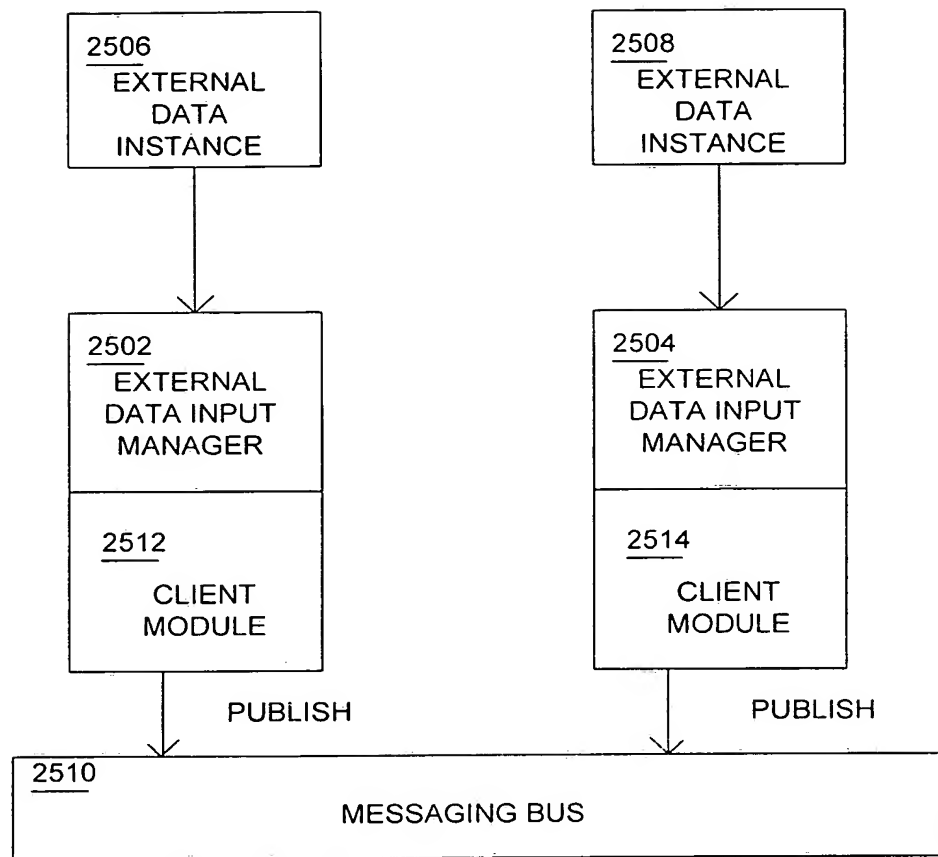 2506
EXTERNAL
DATA
INSTANCE
2508
EXTERNAL
DATA
INSTANCE
2502
EXTERNAL
DATA INPUT
MANAGER
2504
EXTERNAL
DATA INPUT
MANAGER
2512
CLIENT
MODULE
2514
CLIENT
MODULE
PUBLISH
PUBLISH
2510
MESSAGING BUS